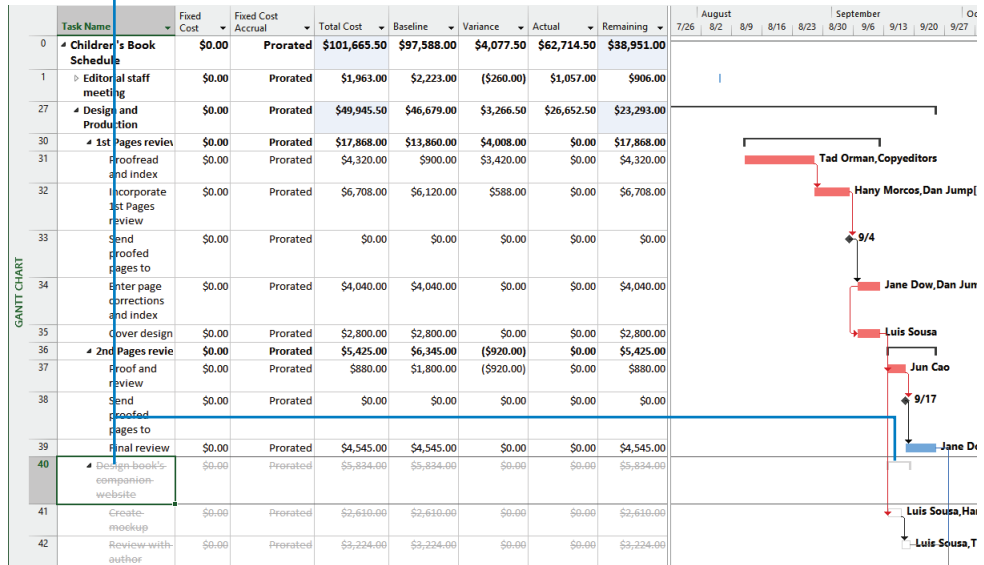 August September Oc
Task Name Fixed Cost Fixed Cost Accrual Total Cost Baseline Variance Actual Remaining 7/26 8/2 8/9 8/16 8/23 8/30 9/6 9/13 9/20 9/27
0 Children's Book Schedule $0.00 Prorated $101,665.50 $97,588.00 $4,077.50 $62,714.50 $38,951.00
1 Editorial staff meeting $0.00 Prorated $1,963.00 $2,223.00 ($260.00) $1,057.00 $906.00
27 Design and Production $0.00 Prorated $49,945.50 $46,679.00 $3,266.50 $26,652.50 $23,293.00
30 1st Pages review $0.00 Prorated $17,868.00 $13,860.00 $4,008.00 $0.00 $17,868.00
31 Proofread and index $0.00 Prorated $4,320.00 $900.00 $3,420.00 $0.00 $4,320.00 Tad Orman,Copyeditors
32 Incorporate 1st Pages review $0.00 Prorated $6,708.00 $6,120.00 $588.00 $0.00 $6,708.00 Hany Morcos,Dan Jump[
33 Send proofed pages to $0.00 Prorated $0.00 $0.00 $0.00 $0.00 $0.00 9/4
34 Enter page corrections and index $0.00 Prorated $4,040.00 $4,040.00 $0.00 $0.00 $4,040.00 Jane Dow,Dan Jum
35 Cover design $0.00 Prorated $2,800.00 $2,800.00 $0.00 $0.00 $2,800.00 Luis Sousa
36 2nd Pages revie $0.00 Prorated $5,425.00 $6,345.00 ($920.00) $0.00 $5,425.00
37 Proof and review $0.00 Prorated $880.00 $1,800.00 ($920.00) $0.00 $880.00 Jun Cao
38 Send proofed pages to $0.00 Prorated $0.00 $0.00 $0.00 $0.00 $0.00 9/17
39 Final review $0.00 Prorated $4,545.00 $4,545.00 $0.00 $0.00 $4,545.00 Jane Do
40 Design book's companion website $0.00 Prorated $5,834.00 $5,834.00 $0.00 $0.00 $5,834.00
41 Create mockup $0.00 Prorated $2,610.00 $2,610.00 $0.00 $0.00 $2,610.00 Luis Sousa,Har
42 Review with author $0.00 Prorated $3,224.00 $3,224.00 $0.00 $0.00 $3,224.00 Luis Sousa,T
GANTT CHART